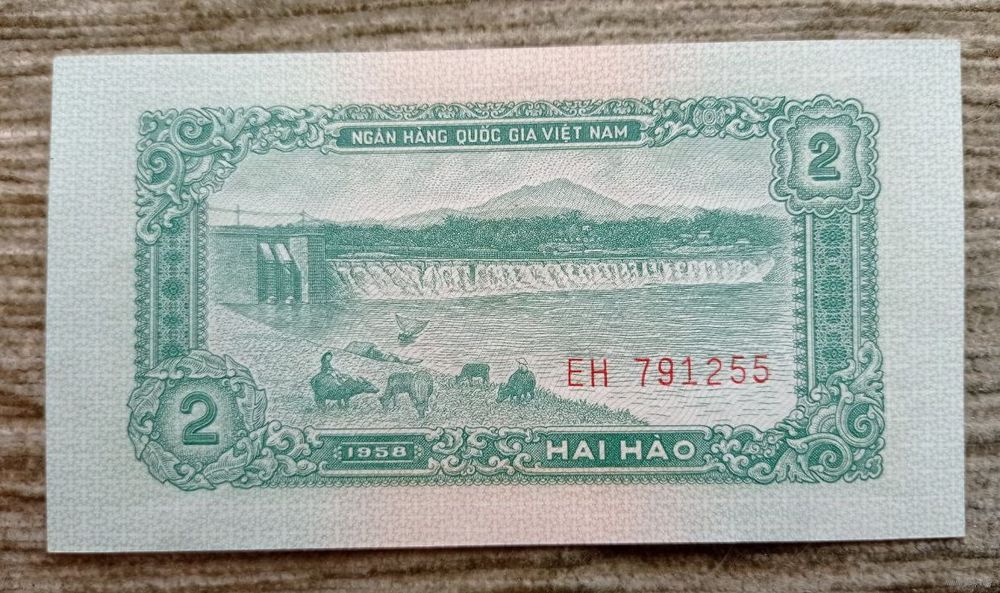 NGÂN HÀNG QUỐC GIA VIỆT NAM
2
EH 791255
2
1958
HAI HÀO